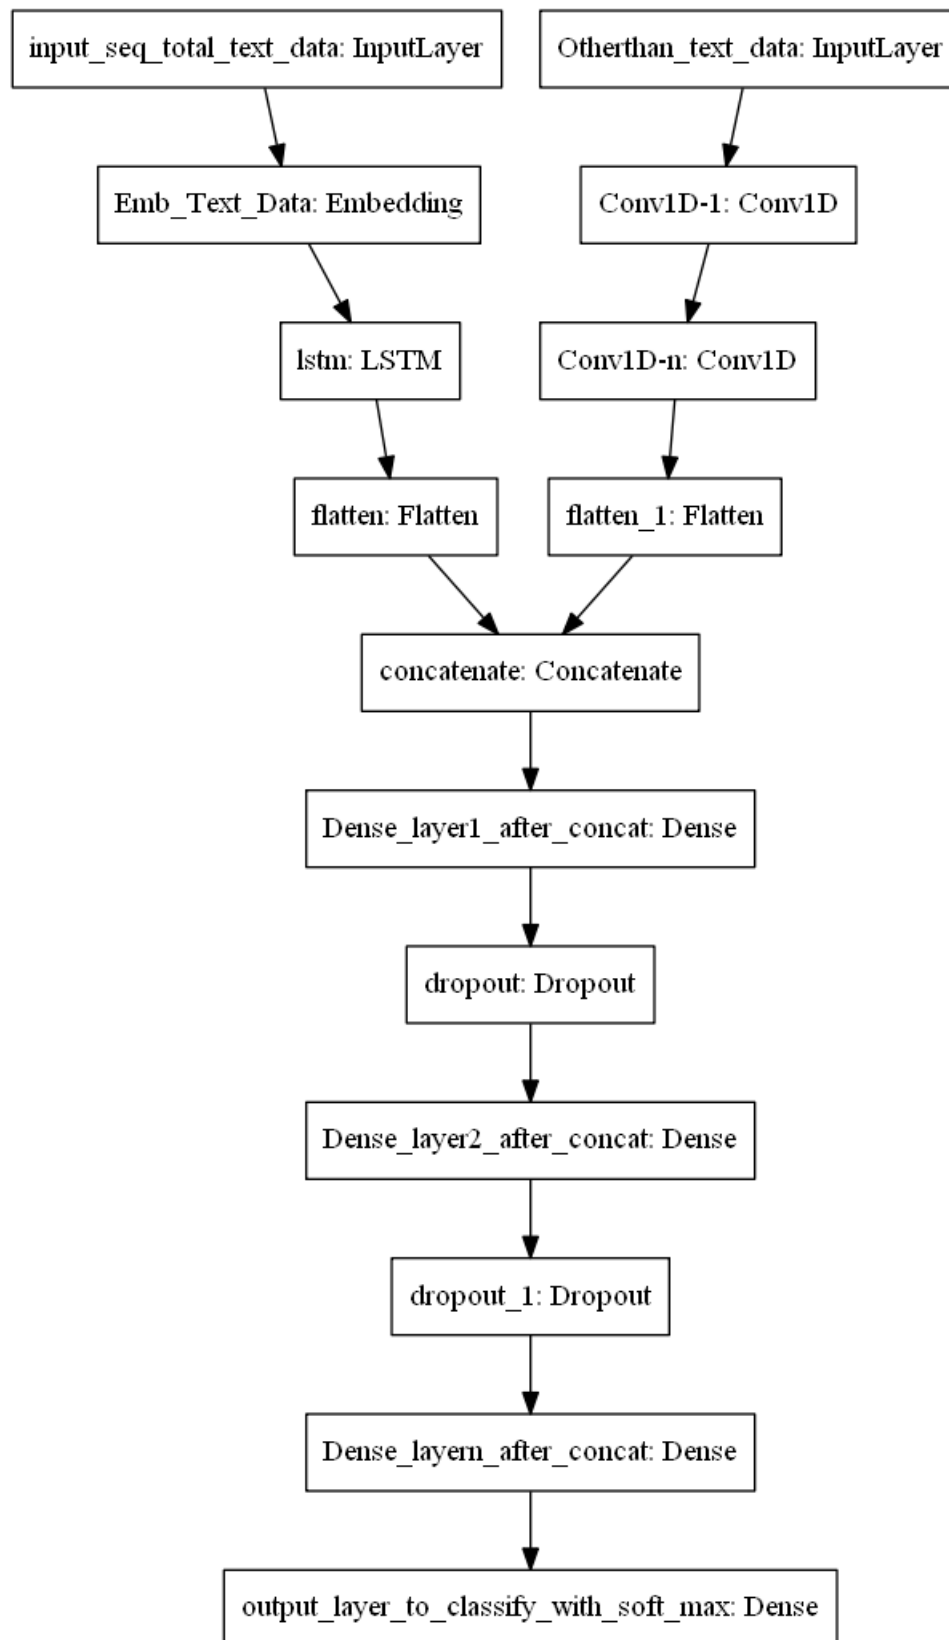 input_seq_total_text_data: InputLayer
Otherthan_text_data: InputLayer
Emb_Text_Data: Embedding
Conv1D-1: Conv1D
lstm: LSTM
Conv1D-n: Conv1D
flatten: Flatten
flatten_1: Flatten
concatenate: Concatenate
Dense_layer1_after_concat: Dense
dropout: Dropout
Dense_layer2_after_concat: Dense
dropout_1: Dropout
Dense_layern_after_concat: Dense
output_layer_to_classify_with_soft_max: Dense